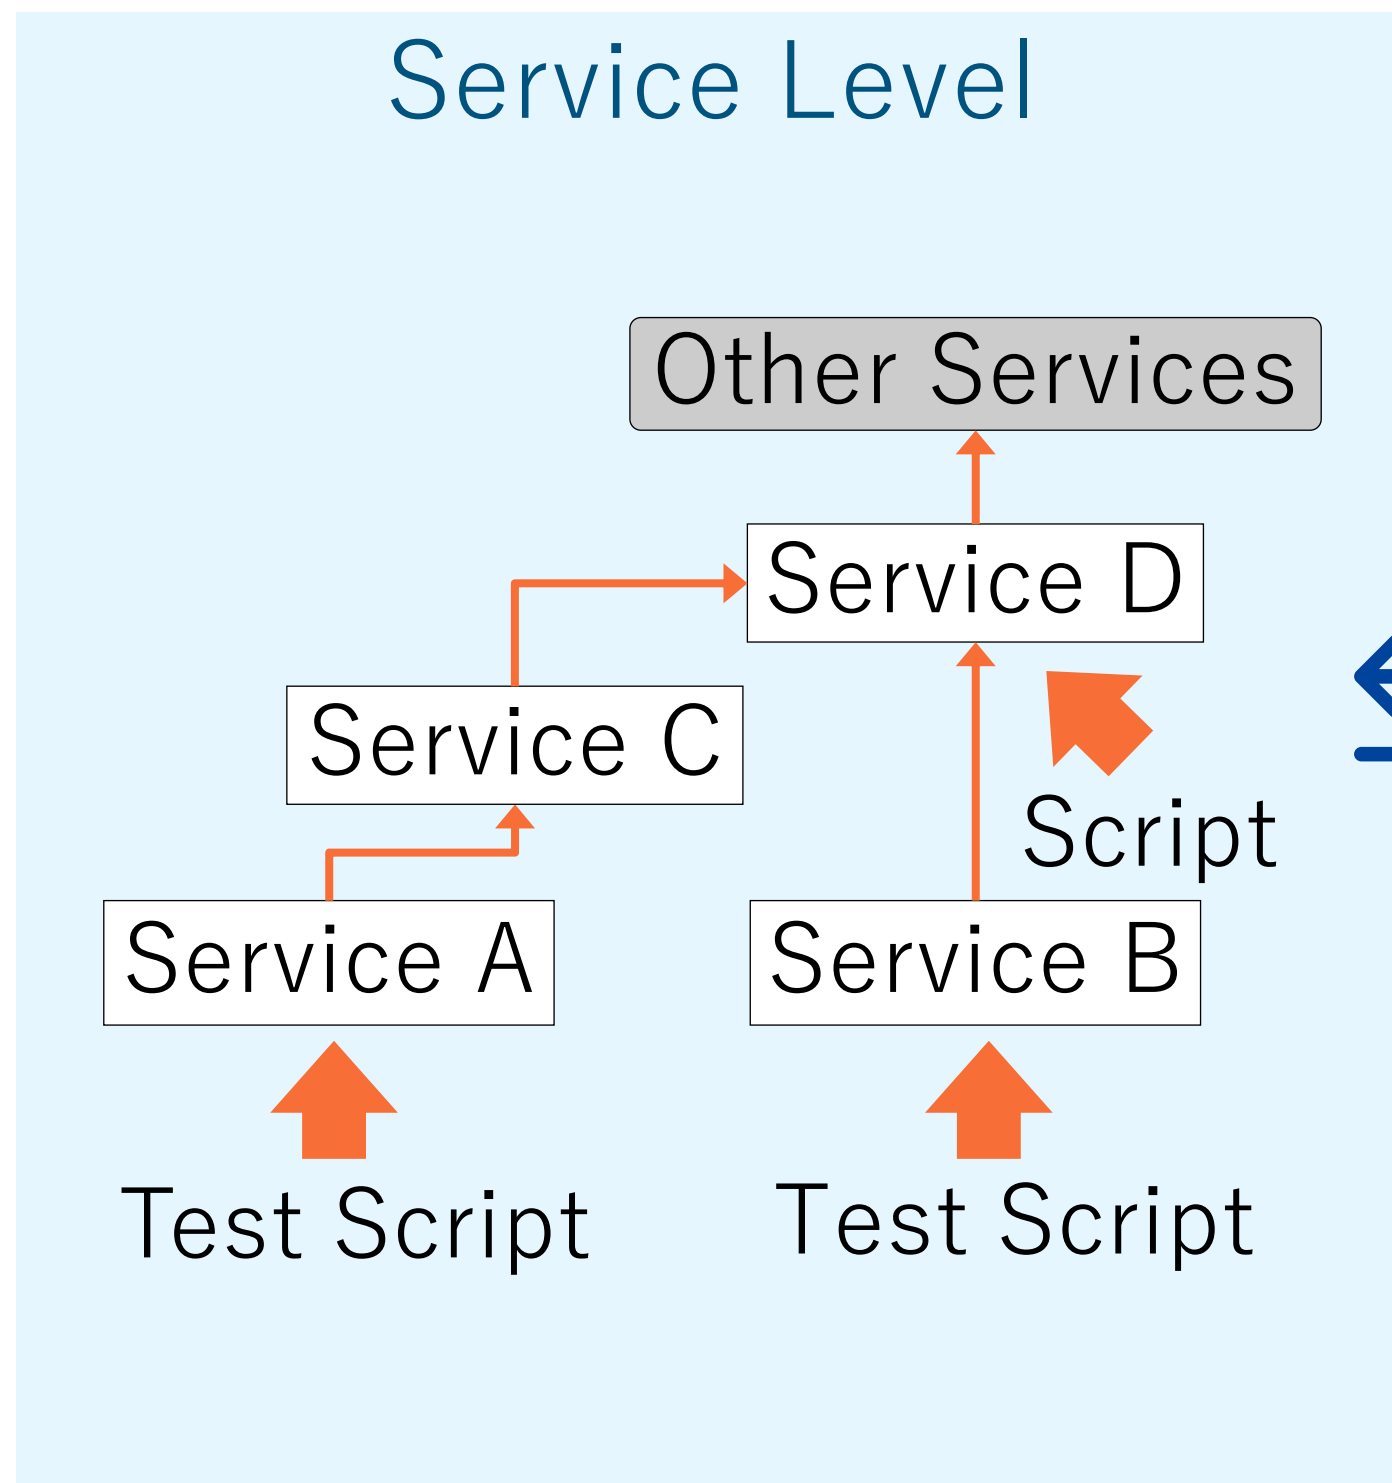 Service Level
Other Services
Service D
Service C
Script
Service A
Service B
Test Script
Test Script